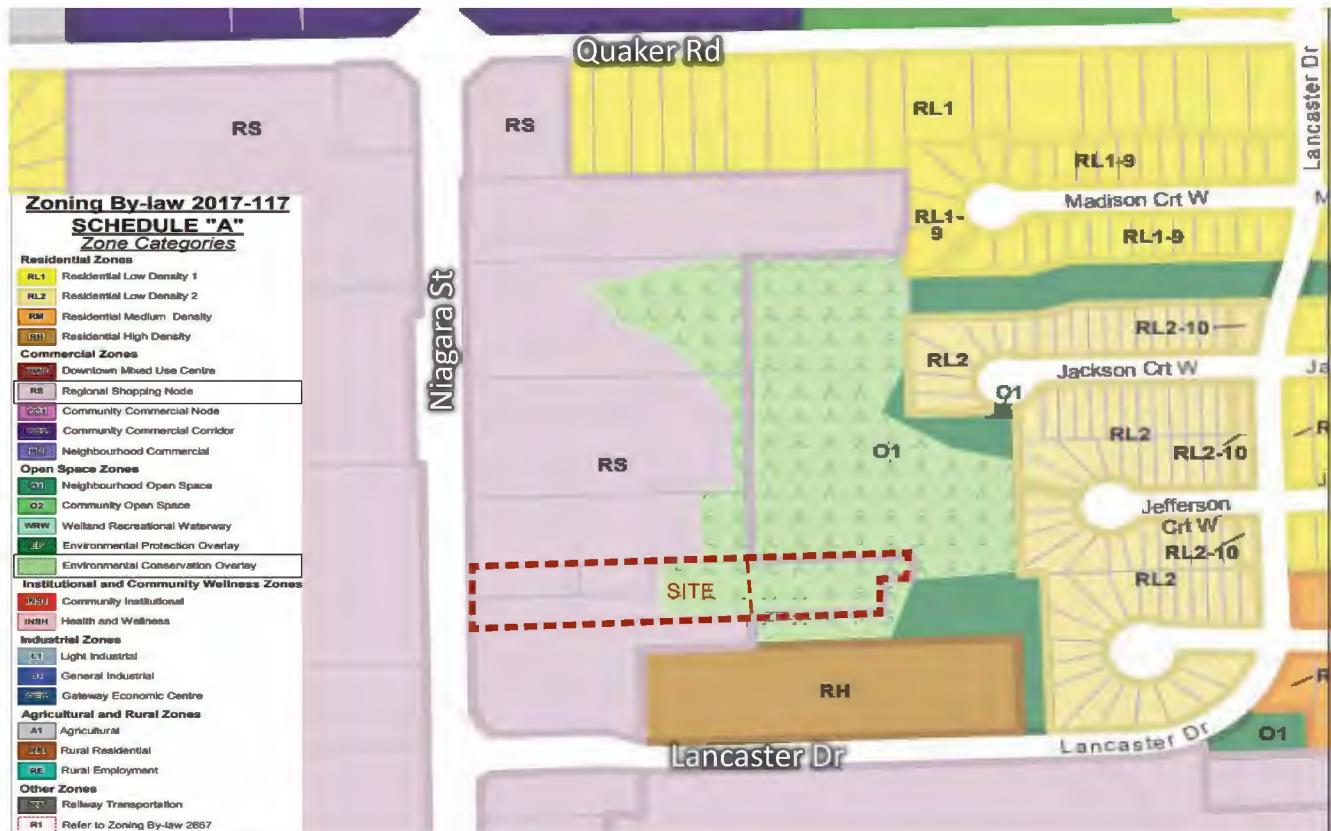 Quaker Rd
Lancaster Dr
RS
RS
RL1
RL1-9
Madison Crt W
M
RL1-
9
RL1-9
Zoning By-law 2017-117
SCHEDULE "A"
Zone Categories
Residential Zones
RL1 Residential Low Density 1
RL2 Residential Low Density 2
RM Residential Medium Density
RH Residential High Density
Commercial Zones
Downtown Mixed Use Centre
RS Regional Shopping Node
Community Commercial Node
Community Commercial Corridor
Neighbourhood Commercial
Open Space Zones
O1 Neighbourhood Open Space
O2 Community Open Space
WRW Welland Recreational Waterway
EP Environmental Protection Overlay
Environmental Conservation Overlay
Institutional and Community Wellness Zones
Community Institutional
INSH Health and Wellness
Industrial Zones
L1 Light Industrial
General Industrial
Gateway Economic Centre
Agricultural and Rural Zones
A1 Agricultural
Rural Residential
RE Rural Employment
Other Zones
Railway Transportation
R1 Refer to Zoning By-law 2667
Niagara St
RL2-10
RL2
Jackson Crt W
Ja
O1
RL2
RL2-10
R
RS
O1
Jefferson
Crt W
J
RL2-10
RL2
SITE
RH
R
Lancaster Dr
Lancaster Dr
O1